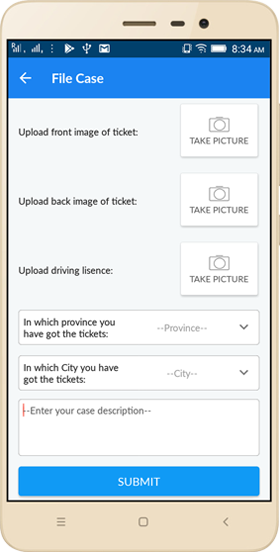 8:34 AM
File Case
Upload front image of ticket:
TAKE PICTURE
Upload back image of ticket:
TAKE PICTURE
Upload driving lisence:
TAKE PICTURE
In which province you
have got the tickets:
--Province--
In which City you have
got the tickets:
--City--
--Enter your case description--
SUBMIT